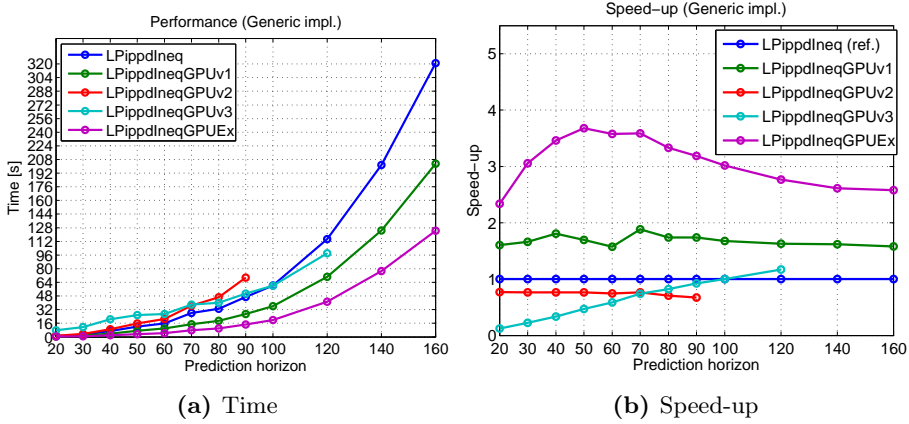 Performance (Generic impl.)
LPippdIneq
LPippdIneqGPUv1
LPippdIneqGPUv2
LPippdIneqGPUv3
LPippdIneqGPUEx
Time [s]
320
304
288
272
256
240
224
208
192
176
160
144
128
112
96
80
64
48
32
16
0
20 30 40 50 60 70 80 90 100 120 140 160
Prediction horizon
(a) Time
Speed-up (Generic impl.)
LPippdIneq (ref.)
LPippdIneqGPUv1
LPippdIneqGPUv2
LPippdIneqGPUv3
LPippdIneqGPUEx
Speed-up
5
4
3
2
1
0
20 30 40 50 60 70 80 90 100 120 140 160
Prediction horizon
(b) Speed-up